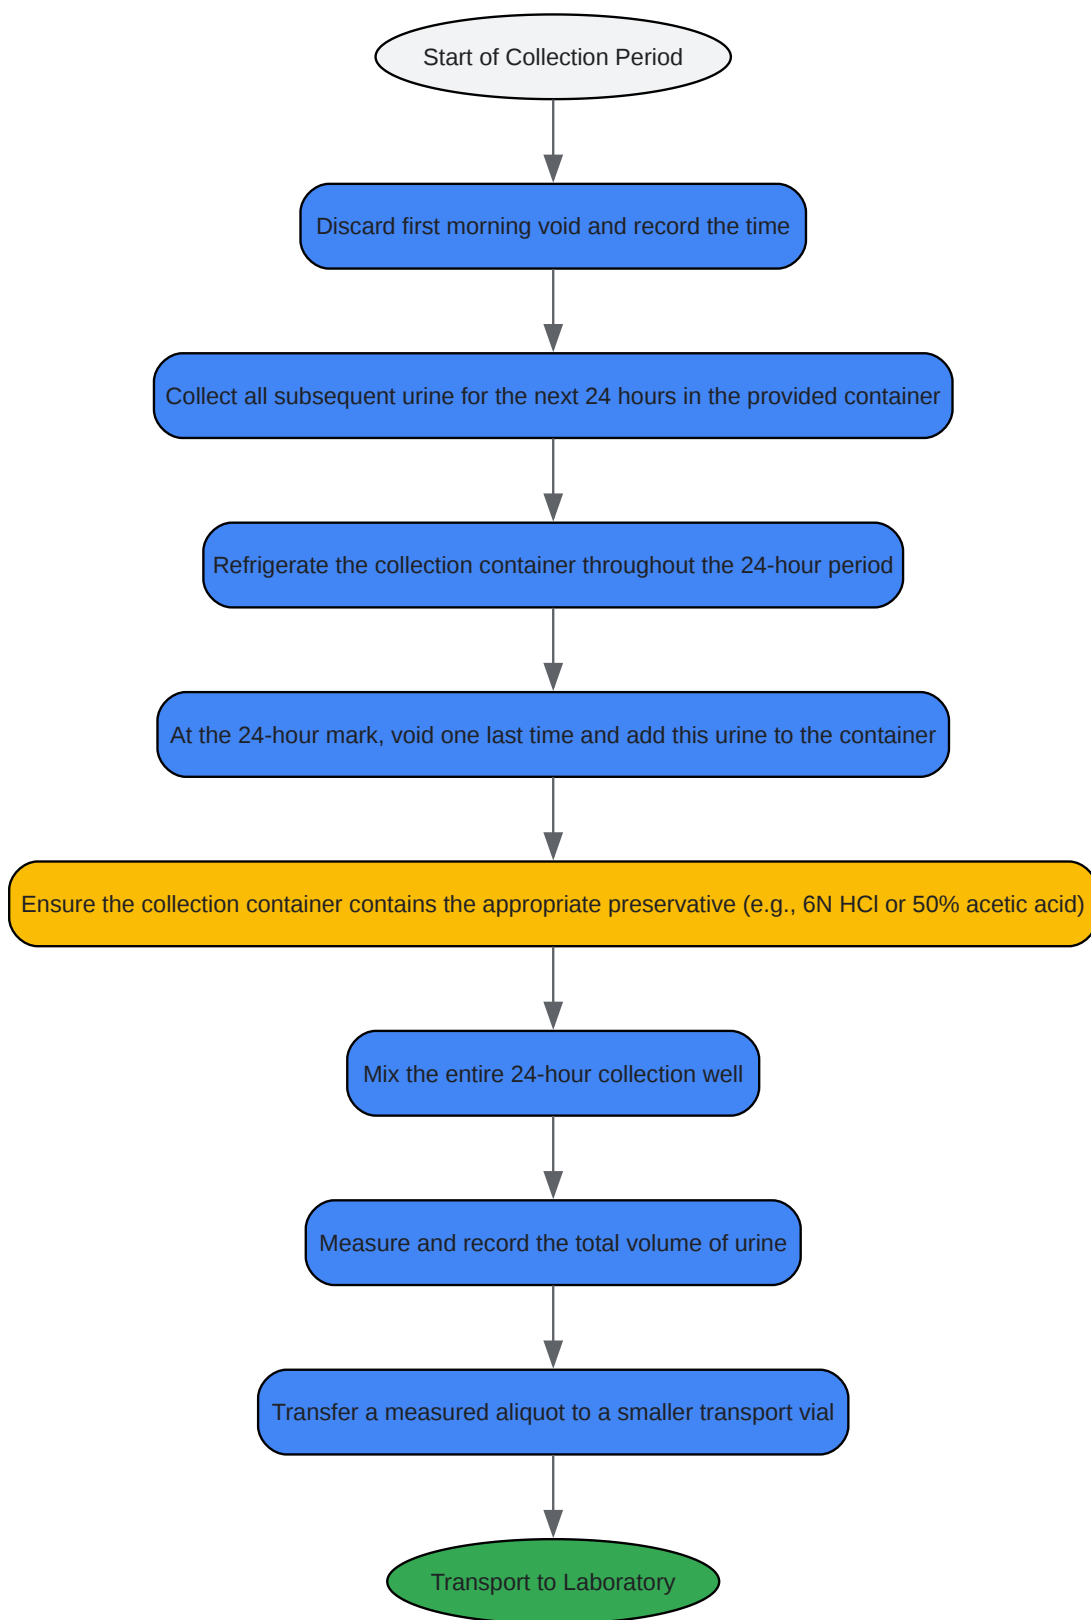 Start of Collection Period
Discard first morning void and record the time
Collect all subsequent urine for the next 24 hours in the provided container
Refrigerate the collection container throughout the 24-hour period
At the 24-hour mark, void one last time and add this urine to the container
Ensure the collection container contains the appropriate preservative (e.g., 6N HCl or 50% acetic acid)
Mix the entire 24-hour collection well
Measure and record the total volume of urine
Transfer a measured aliquot to a smaller transport vial
Transport to Laboratory